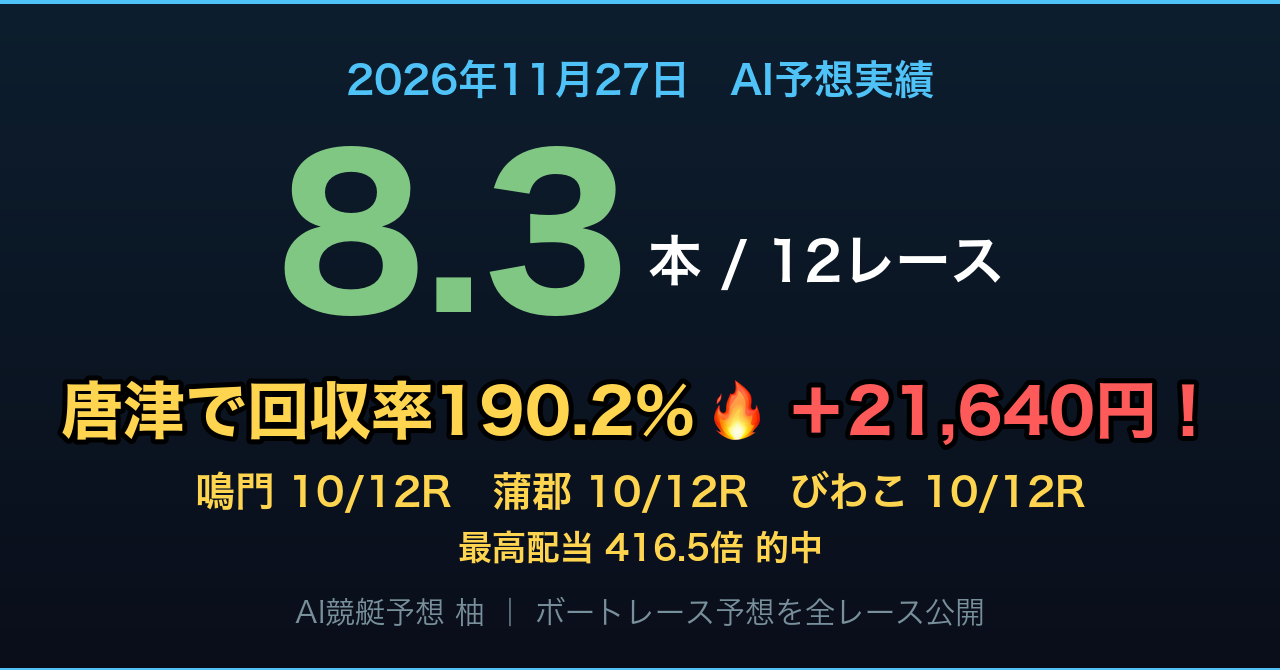 2026年11月27日　AI予想実績
8.3 本 / 12レース
唐津で回収率190.2%🔥 +21,640円！
鳴門 10/12R　蒲郡 10/12R　びわこ 10/12R
最高配当 416.5倍 的中
AI競艇予想 柚 ｜ ボートレース予想を全レース公開